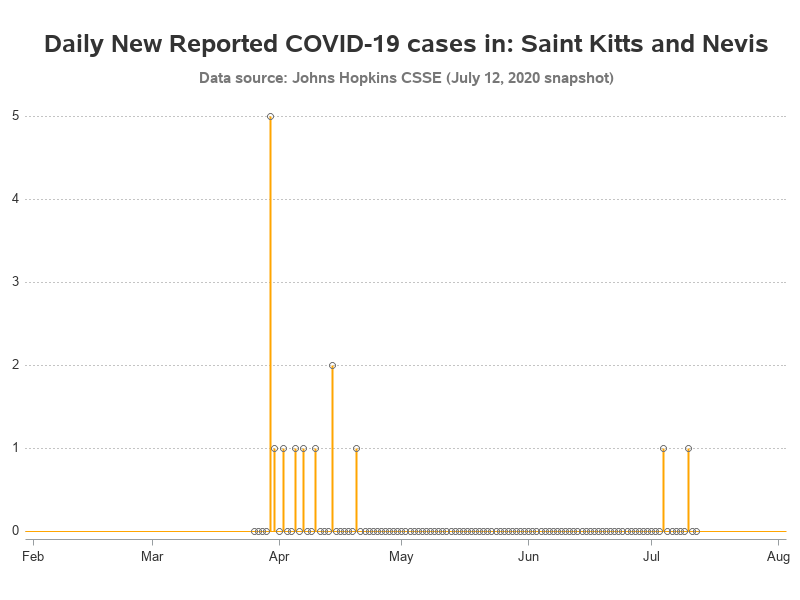 Daily New Reported COVID-19 cases in: Saint Kitts and Nevis
Data source: Johns Hopkins CSSE (July 12, 2020 snapshot)
5
4
3
2
1
0
Feb Mar Apr May Jun Jul Aug